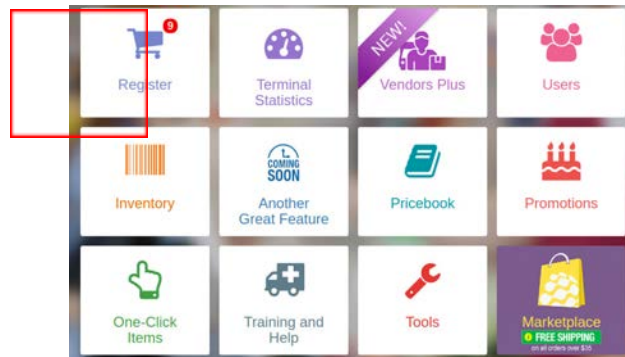 9
Register
Terminal
Statistics
NEW!
Vendors Plus
Users
Inventory
COMING
SOON
Another
Great Feature
Pricebook
Promotions
One-Click
Items
Training and
Help
Tools
Marketplace
FREE SHIPPING
on all orders over $35